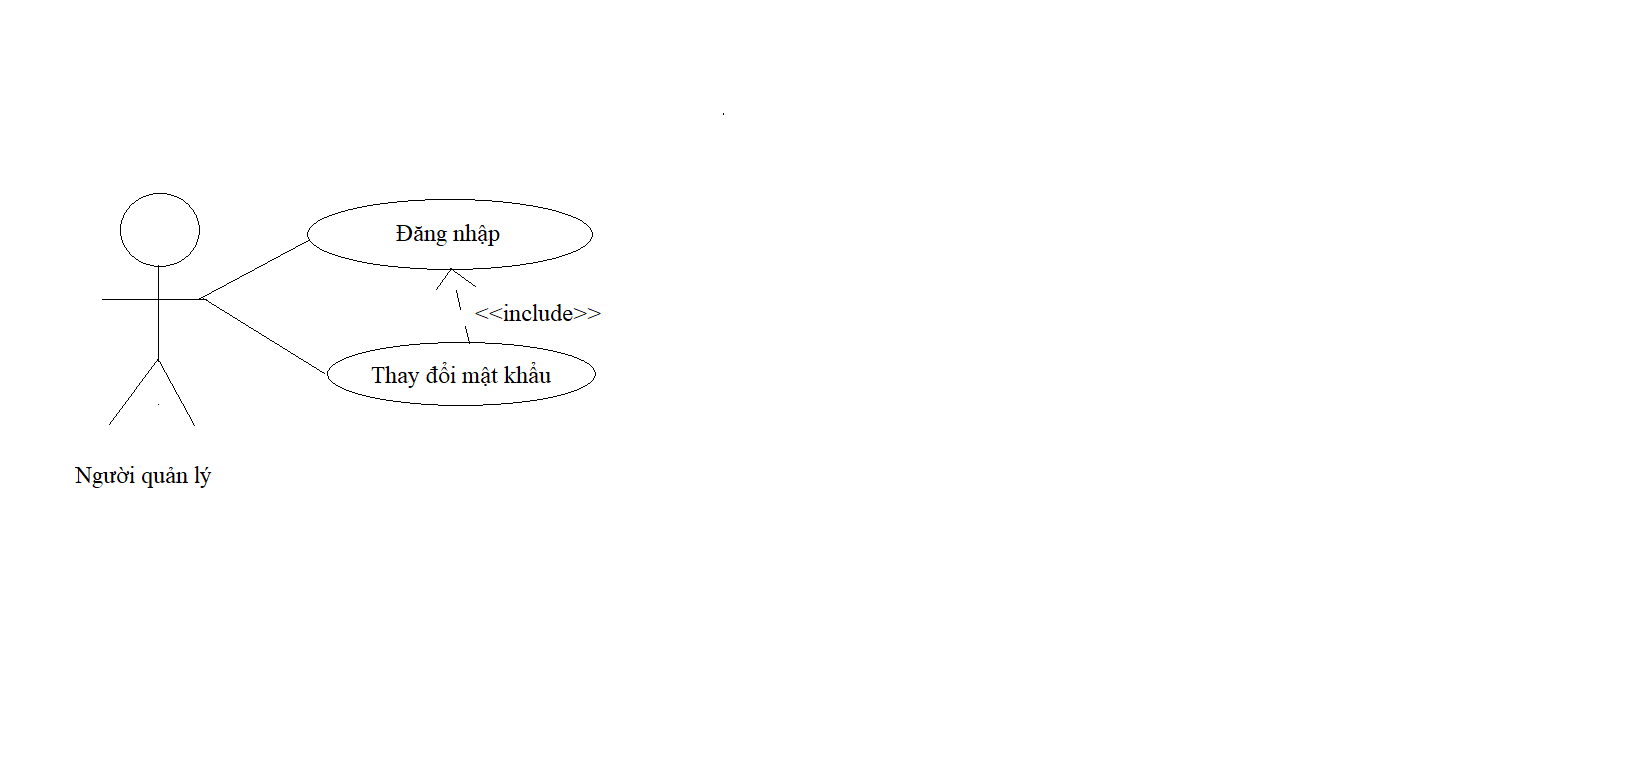 Đăng nhập
<<include>>
Thay đổi mật khẩu
Người quản lý